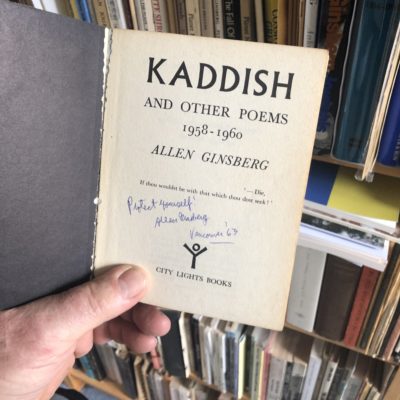 KADDISH
AND OTHER POEMS
1958-1960
ALLEN GINSBERG
'—Die,
If thou wouldst be with that which thou dost seek!'
Protect yourself!
Allen Ginsberg
Vancouver '63
CITY LIGHTS BOOKS